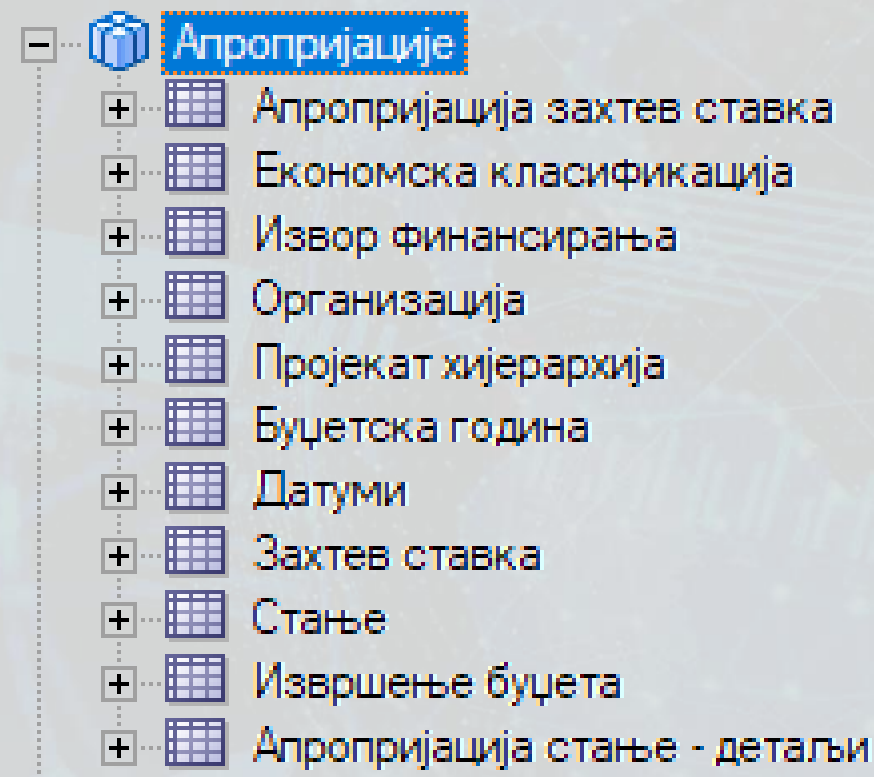 Апропријације
Апропријација захтев ставка
Економска класификација
Извор финансирања
Организација
Пројекат хијерархија
Буџетска година
Датуми
Захтев ставка
Стање
Извршење буџета
Апропријација стање - детаљи